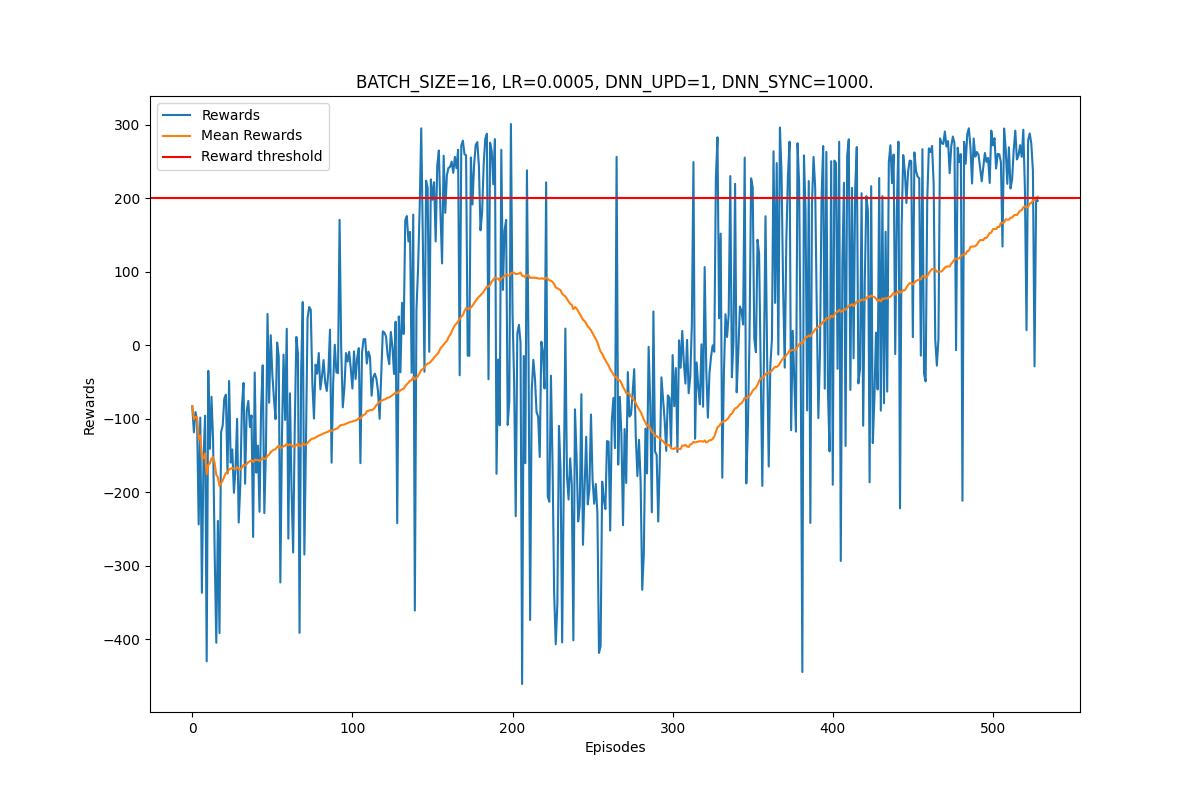 BATCH_SIZE=16, LR=0.0005, DNN_UPD=1, DNN_SYNC=1000.
Rewards
Mean Rewards
Reward threshold
300
200
100
0
−100
−200
−300
−400
Rewards
0
100
200
300
400
500
Episodes